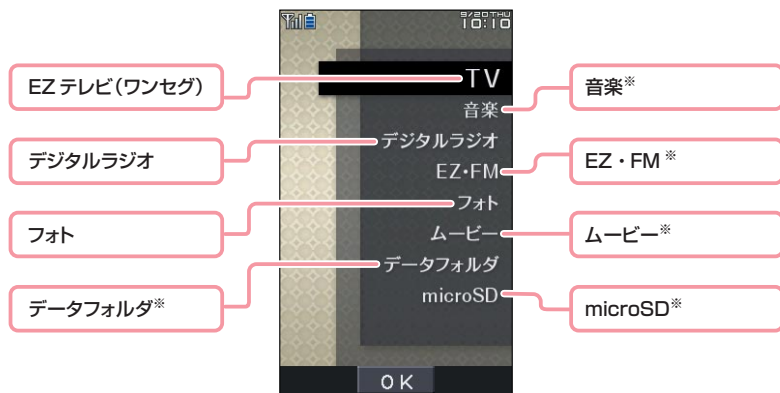 9/20THU
10:10
EZテレビ(ワンセグ)
デジタルラジオ
フォト
データフォルダ※
TV
音楽
デジタルラジオ
EZ・FM
フォト
ムービー
データフォルダ
microSD
OK
音楽※
EZ・FM※
ムービー※
microSD※